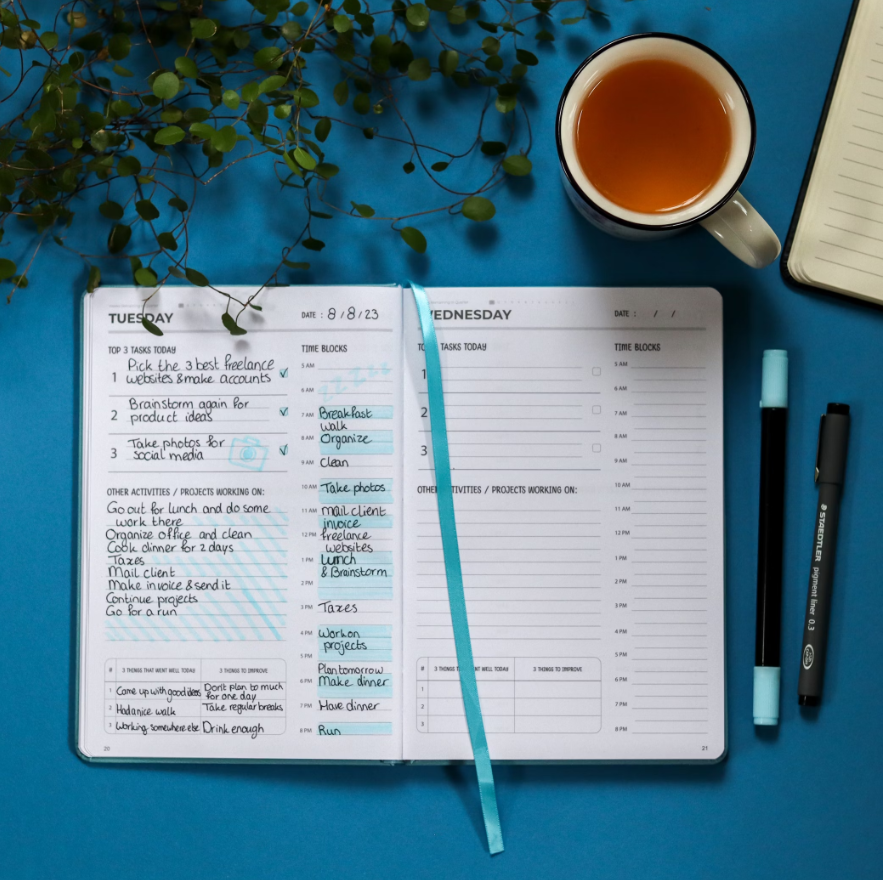 TUESDAY
DATE : 8/8/23
TOP 3 TASKS TODAY
1 Pick the 3 best freelance
websites & make accounts
2 Brainstorm again for
product ideas
3 Take photos for
social media
OTHER ACTIVITIES / PROJECTS WORKING ON:
Go out for lunch and do some
work there
Organize office and clean
Cook dinner for 2 days
Taxes
Mail client
Make invoice & send it
Continue projects
Go for a run
# 3 THINGS THAT WENT WELL TODAY 3 THINGS TO IMPROVE
1 Came up with good ideas Don't plan to much
for one day
2 Had a nice walk Take regular breaks
3 Working somewhere else Drink enough
20
TIME BLOCKS
5 AM zzzzz
6 AM
7 AM Breakfast
walk
8 AM Organize
9 AM Clean
10 AM Take photos
11 AM Mail client
invoice
12 PM freelance
websites
1 PM Lunch
& Brainstorm
2 PM
3 PM Taxes
4 PM Work on
projects
5 PM
Plan tomorrow
6 PM Make dinner
7 PM Have dinner
8 PM Run
WEDNESDAY
DATE : / /
TASKS TODAY
1
2
3
ACTIVITIES / PROJECTS WORKING ON:
# 3 THINGS THAT WENT WELL TODAY 3 THINGS TO IMPROVE
1
2
3
TIME BLOCKS
5 AM
6 AM
7 AM
8 AM
9 AM
10 AM
11 AM
12 PM
1 PM
2 PM
3 PM
4 PM
5 PM
6 PM
7 PM
8 PM
21
STAEDTLER pigment liner 0.3